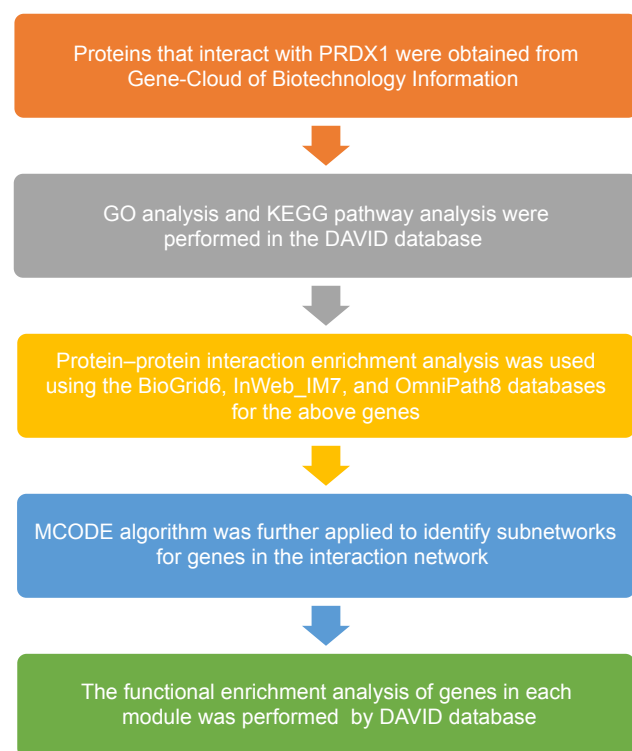 Proteins that interact with PRDX1 were obtained from
Gene-Cloud of Biotechnology Information
GO analysis and KEGG pathway analysis were
performed in the DAVID database
Protein–protein interaction enrichment analysis was used
using the BioGrid6, InWeb_IM7, and OmniPath8 databases
for the above genes
MCODE algorithm was further applied to identify subnetworks
for genes in the interaction network
The functional enrichment analysis of genes in each
module was performed by DAVID database